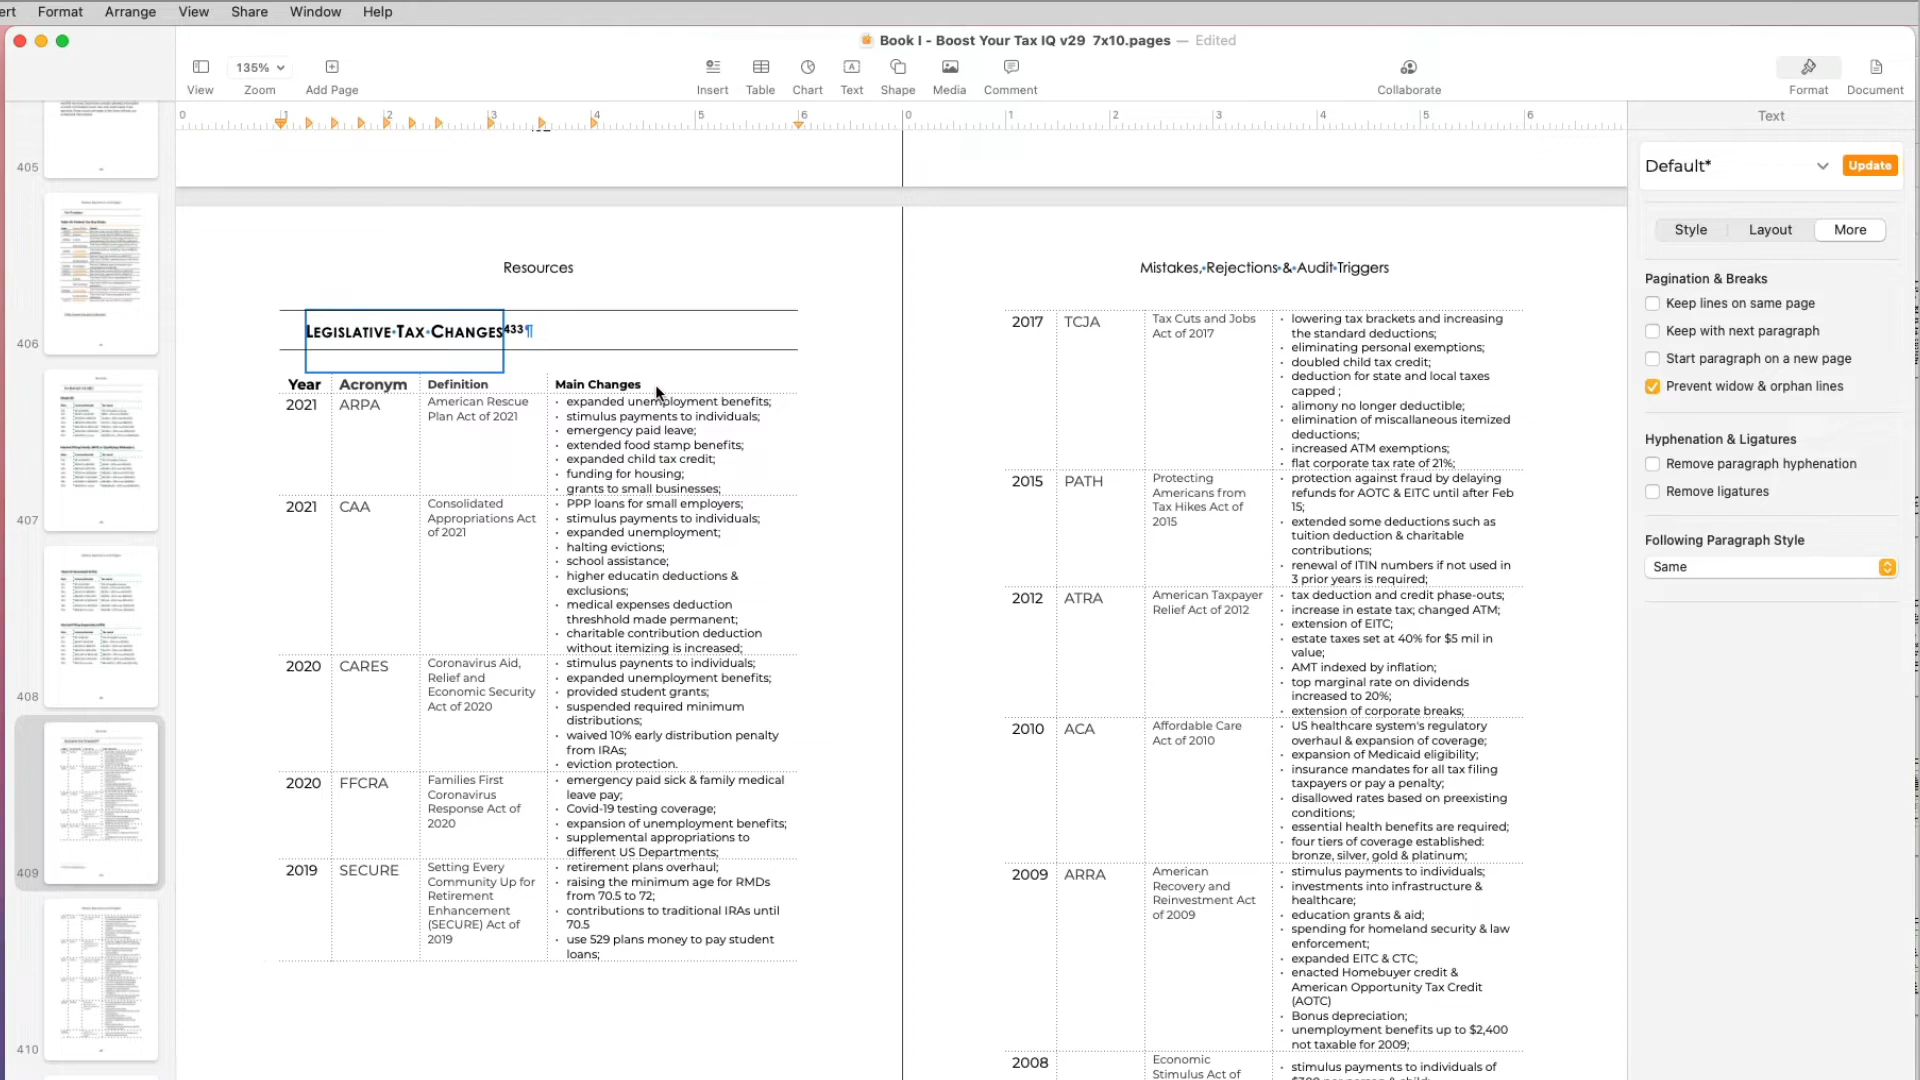 ert Format Arrange View Share Window Help
Book I - Boost Your Tax IQ v29 7x10.pages — Edited
135%
View Zoom Add Page Insert Table Chart Text Shape Media Comment Collaborate Format Document
0 1 2 3 4 5 6 0 1 2 3 4 5 6
Text
Default* Update
Style Layout More
Pagination & Breaks
Keep lines on same page
Keep with next paragraph
Start paragraph on a new page
Prevent widow & orphan lines
Hyphenation & Ligatures
Remove paragraph hyphenation
Remove ligatures
Following Paragraph Style
Same
405
406
407
408
409
410
Resources
Legislative•Tax•Changes433¶
Year Acronym Definition Main Changes
2021 ARPA
American Rescue
Plan Act of 2021
• expanded unemployment benefits;
• stimulus payments to individuals;
• emergency paid leave;
• extended food stamp benefits;
• expanded child tax credit;
• funding for housing;
• grants to small businesses;
2021 CAA
Consolidated
Appropriations Act
of 2021
• PPP loans for small employers;
• stimulus payments to individuals;
• expanded unemployment;
• halting evictions;
• school assistance;
• higher educatin deductions &
exclusions;
• medical expenses deduction
threshhold made permanent;
• charitable contribution deduction
without itemizing is increased;
2020 CARES
Coronavirus Aid,
Relief and
Economic Security
Act of 2020
• stimulus paynents to individuals;
• expanded unemployment benefits;
• provided student grants;
• suspended required minimum
distributions;
• waived 10% early distribution penalty
from IRAs;
• eviction protection.
2020 FFCRA
Families First
Coronavirus
Response Act of
2020
• emergency paid sick & family medical
leave pay;
• Covid-19 testing coverage;
• expansion of unemployment benefits;
• supplemental appropriations to
different US Departments;
2019 SECURE
Setting Every
Community Up for
Retirement
Enhancement
(SECURE) Act of
2019
• retirement plans overhaul;
• raising the minimum age for RMDs
from 70.5 to 72;
• contributions to traditional IRAs until
70.5
• use 529 plans money to pay student
loans;
Mistakes,•Rejections•&•Audit•Triggers
2017 TCJA
Tax Cuts and Jobs
Act of 2017
• lowering tax brackets and increasing
the standard deductions;
• eliminating personal exemptions;
• doubled child tax credit;
• deduction for state and local taxes
capped ;
• alimony no longer deductible;
• elimination of miscellaneous itemized
deductions;
• increased ATM exemptions;
• flat corporate tax rate of 21%;
2015 PATH
Protecting
Americans from
Tax Hikes Act of
2015
• protection against fraud by delaying
refunds for AOTC & EITC until after Feb
15;
• extended some deductions such as
tuition deduction & charitable
contributions;
• renewal of ITIN numbers if not used in
3 prior years is required;
2012 ATRA
American Taxpayer
Relief Act of 2012
• tax deduction and credit phase-outs;
• increase in estate tax; changed ATM;
• extension of EITC;
• estate taxes set at 40% for $5 mil in
value;
• AMT indexed by inflation;
• top marginal rate on dividends
increased to 20%;
• extension of corporate breaks;
2010 ACA
Affordable Care
Act of 2010
• US healthcare system's regulatory
overhaul & expansion of coverage;
• expansion of Medicaid eligibility;
• insurance mandates for all tax filing
taxpayers or pay a penalty;
• disallowed rates based on preexisting
conditions;
• essential health benefits are required;
• four tiers of coverage established:
bronze, silver, gold & platinum;
2009 ARRA
American
Recovery and
Reinvestment Act
of 2009
• stimulus payments to individuals;
• investments into infrastructure &
healthcare;
• education grants & aid;
• spending for homeland security & law
enforcement;
• expanded EITC & CTC;
• enacted Homebuyer credit &
American Opportunity Tax Credit
(AOTC)
• Bonus depreciation;
• unemployment benefits up to $2,400
not taxable for 2009;
2008
Economic
Stimulus Act of
• stimulus payments to individuals of